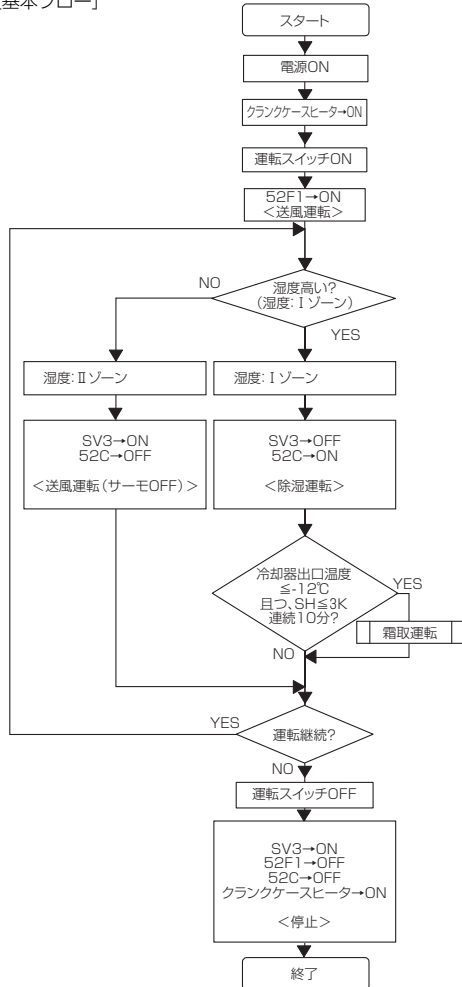 基本フロー］
スタート
電源ON
クランクケースヒータ→ON
運転スイッチON
52F1→ON
＜送風運転＞
湿度高い?
（湿度：Ⅰゾーン）
NO
YES
湿度：Ⅱゾーン
湿度：Ⅰゾーン
SV3→ON
52C→OFF
＜送風運転（サーモOFF）＞
SV3→OFF
52C→ON
＜除湿運転＞
冷却器出口温度
≦-12℃
且つ、SH≦3K
連続10分?
YES
霜取運転
NO
運転継続?
YES
NO
運転スイッチOFF
SV3→ON
52F1→OFF
52C→OFF
クランクケースヒータ→ON
＜停止＞
終了